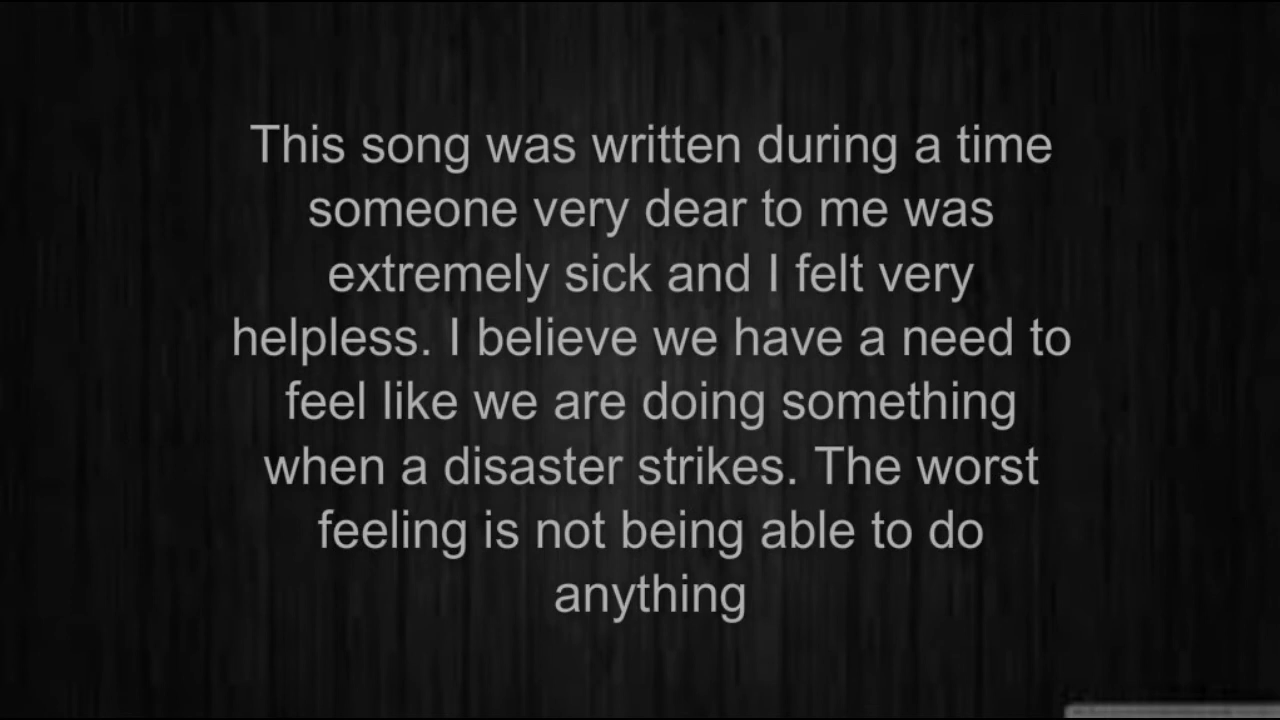 This song was written during a time
someone very dear to me was
extremely sick and I felt very
helpless. I believe we have a need to
feel like we are doing something
when a disaster strikes. The worst
feeling is not being able to do
anything